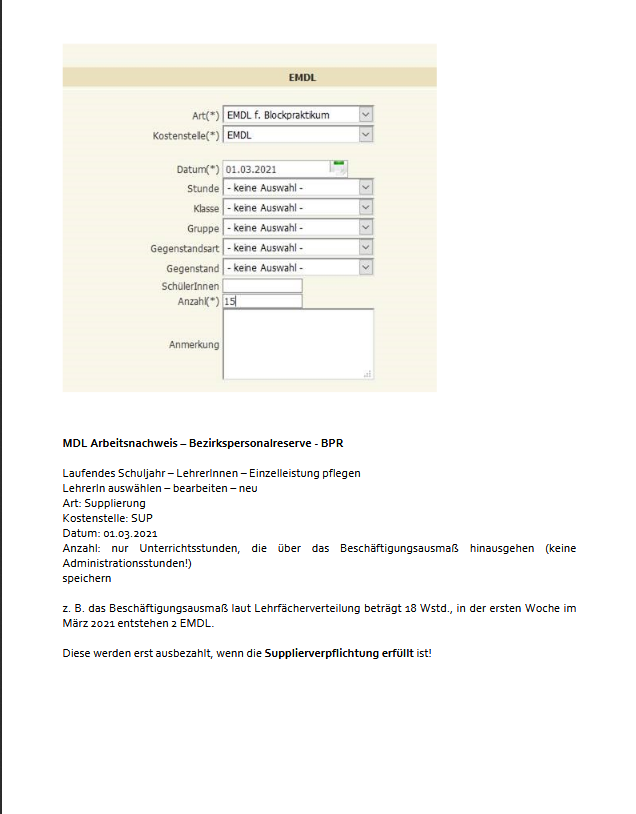 EMDL
Art(*) EMDL f. Blockpraktikum
Kostenstelle(*) EMDL
Datum(*) 01.03.2021
Stunde - keine Auswahl -
Klasse - keine Auswahl -
Gruppe - keine Auswahl -
Gegenstandsart - keine Auswahl -
Gegenstand - keine Auswahl -
SchülerInnen
Anzahl(*) 15
Anmerkung
MDL Arbeitsnachweis – Bezirkspersonalreserve - BPR
Laufendes Schuljahr – LehrerInnen – Einzelleistung pflegen
LehrerIn auswählen – bearbeiten – neu
Art: Supplierung
Kostenstelle: SUP
Datum: 01.03.2021
Anzahl: nur Unterrichtsstunden, die über das Beschäftigungsausmaß hinausgehen (keine
Administrationsstunden!)
speichern
z. B. das Beschäftigungsausmaß laut Lehrfächerverteilung beträgt 18 Wstd., in der ersten Woche im
März 2021 entstehen 2 EMDL.
Diese werden erst ausbezahlt, wenn die Supplierverpflichtung erfüllt ist!